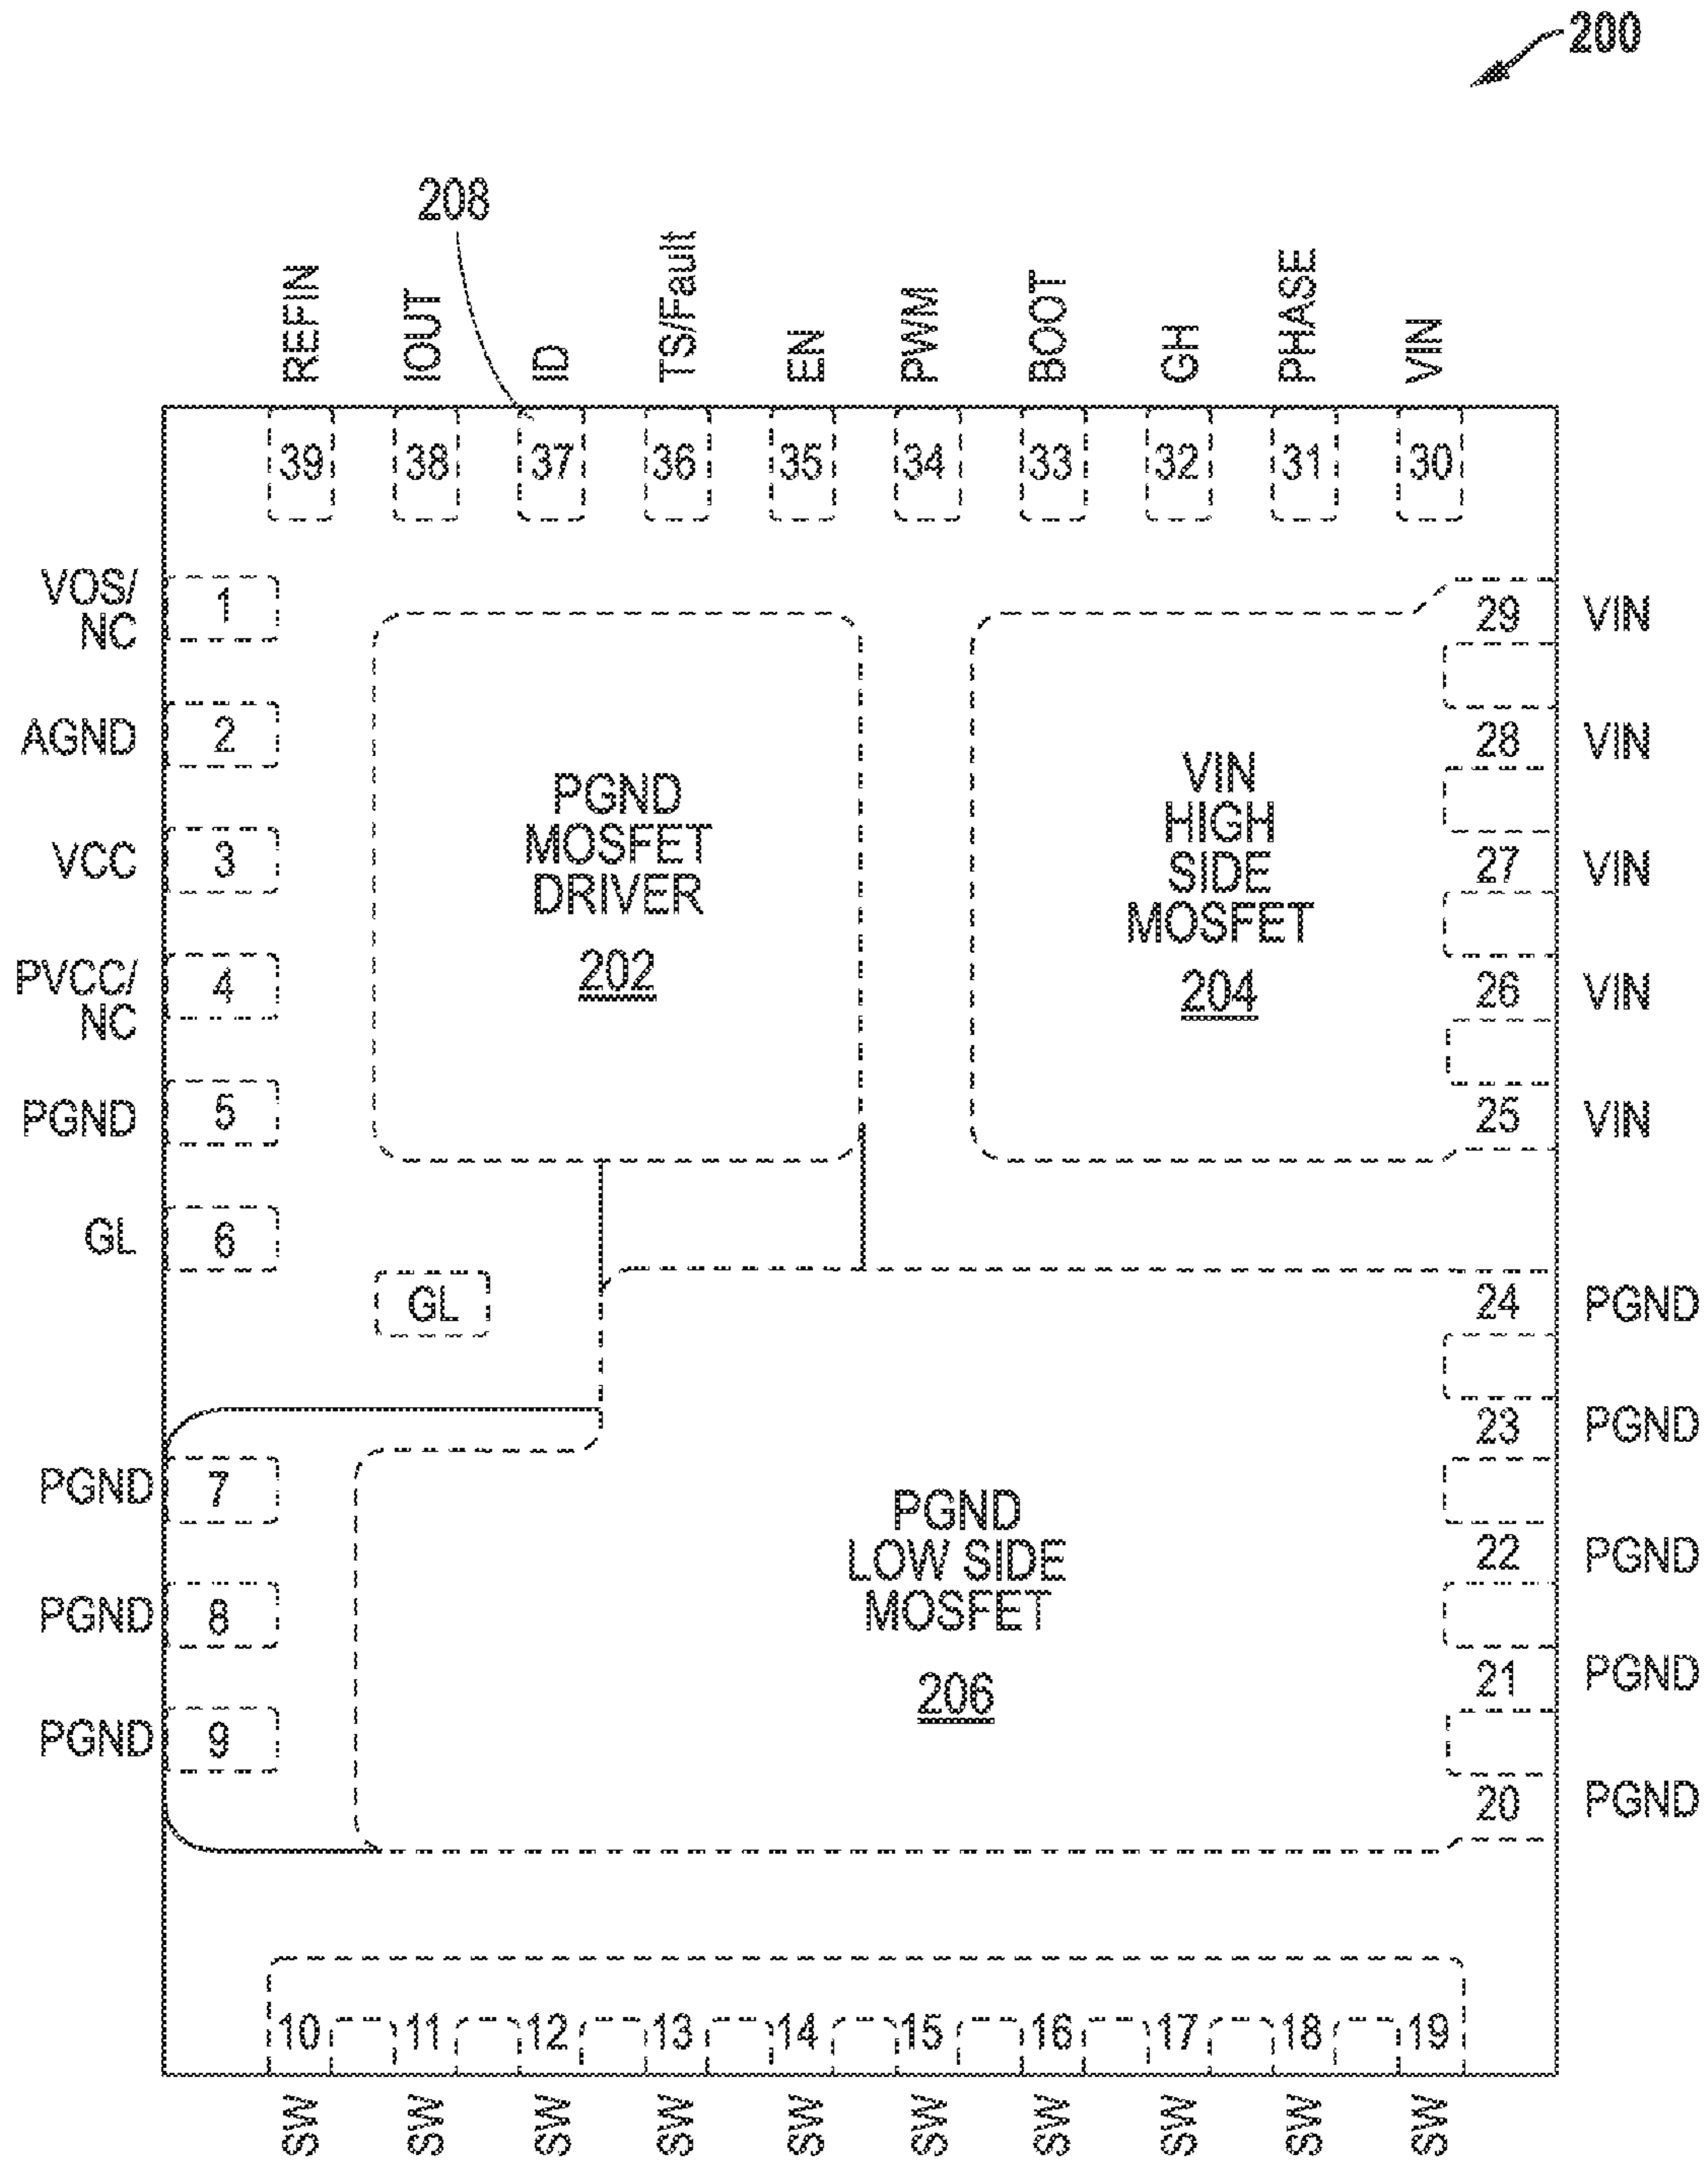 200
208
REFIN
IOUT
ID
TS/Fault
EN
PWM
BOOT
GH
PHASE
VIN
39 38 37 36 35 34 33 32 31 30
VOS/
NC
1
AGND
2
VCC
3
PVCC/
NC
4
PGND
5
GL
6
GL
PGND
7
PGND
8
PGND
9
PGND
MOSFET
DRIVER
202
VIN
HIGH
SIDE
MOSFET
204
29 VIN
28 VIN
27 VIN
26 VIN
25 VIN
24 PGND
23 PGND
22 PGND
21 PGND
20 PGND
PGND
LOW SIDE
MOSFET
206
10 11 12 13 14 15 16 17 18 19
SW
SW
SW
SW
SW
SW
SW
SW
SW
SW